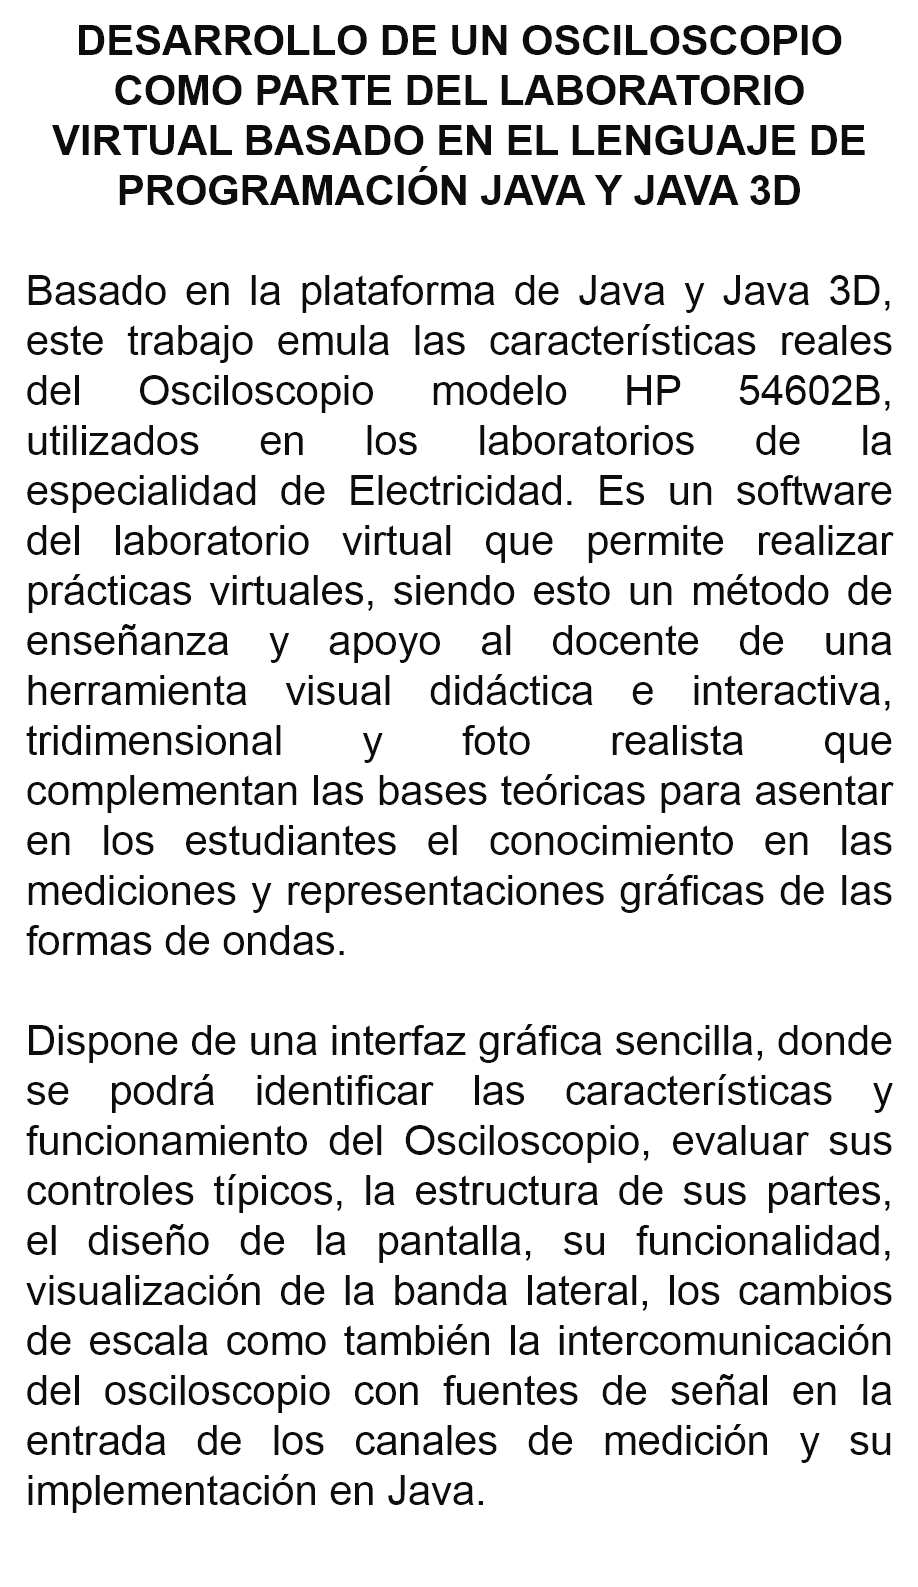 DESARROLLO DE UN OSCILOSCOPIO
COMO PARTE DEL LABORATORIO
VIRTUAL BASADO EN EL LENGUAJE DE
PROGRAMACIÓN JAVA Y JAVA 3D
Basado en la plataforma de Java y Java 3D,
este trabajo emula las características reales
del Osciloscopio modelo HP 54602B,
utilizados en los laboratorios de la
especialidad de Electricidad. Es un software
del laboratorio virtual que permite realizar
prácticas virtuales, siendo esto un método de
enseñanza y apoyo al docente de una
herramienta visual didáctica e interactiva,
tridimensional y foto realista que
complementan las bases teóricas para asentar
en los estudiantes el conocimiento en las
mediciones y representaciones gráficas de las
formas de ondas.
Dispone de una interfaz gráfica sencilla, donde
se podrá identificar las características y
funcionamiento del Osciloscopio, evaluar sus
controles típicos, la estructura de sus partes,
el diseño de la pantalla, su funcionalidad,
visualización de la banda lateral, los cambios
de escala como también la intercomunicación
del osciloscopio con fuentes de señal en la
entrada de los canales de medición y su
implementación en Java.